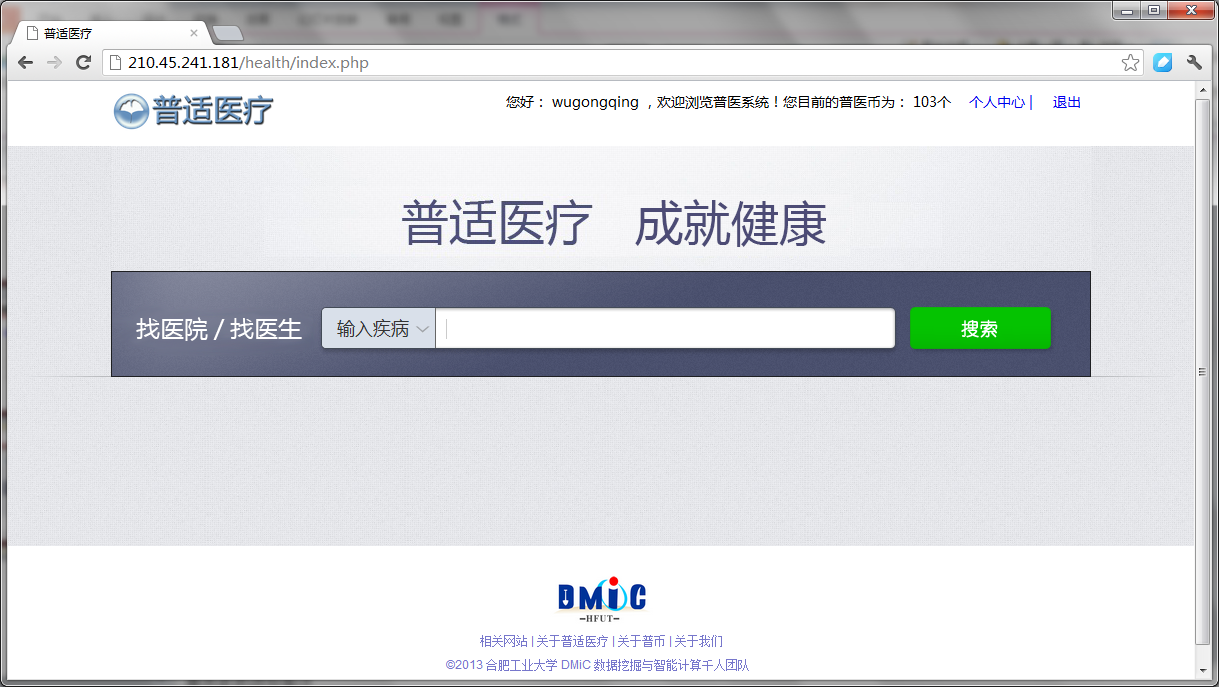 普适医疗
210.45.241.181/health/index.php
普适医疗
您好： wugongqing ，欢迎浏览普医系统！您目前的普医币为： 103个 个人中心 | 退出
普适医疗 成就健康
找医院 / 找医生 输入疾病 搜索
DMiC
-HFUT-
相关网站 | 关于普适医疗 | 关于普币 | 关于我们
©2013 合肥工业大学 DMiC 数据挖掘与智能计算千人团队